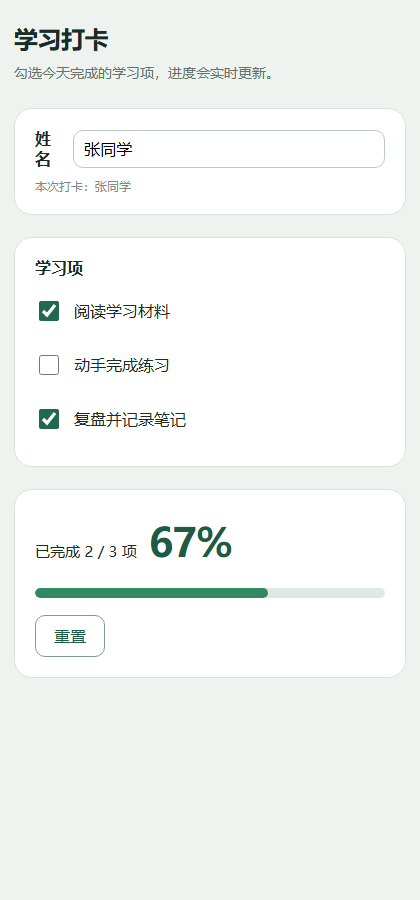 学习打卡
勾选今天完成的学习项，进度会实时更新。
姓
名
张同学
本次打卡：张同学
学习项
阅读学习材料
动手完成练习
复盘并记录笔记
已完成 2 / 3 项 67%
重置